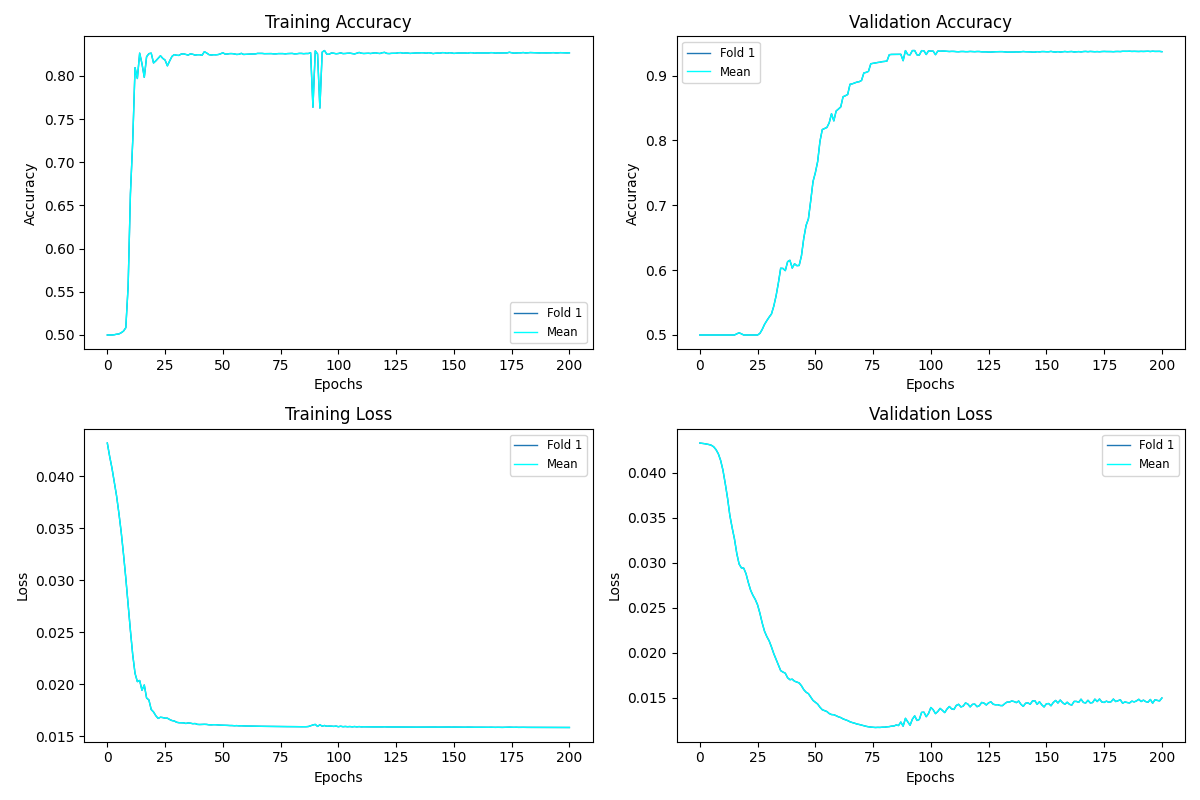 Training Accuracy
Accuracy
0.80
0.75
0.70
0.65
0.60
0.55
0.50
Fold 1
Mean
0 25 50 75 100 125 150 175 200
Epochs
Validation Accuracy
Accuracy
0.9
0.8
0.7
0.6
0.5
Fold 1
Mean
0 25 50 75 100 125 150 175 200
Epochs
Training Loss
Loss
0.040
0.035
0.030
0.025
0.020
0.015
Fold 1
Mean
0 25 50 75 100 125 150 175 200
Epochs
Validation Loss
Loss
0.040
0.035
0.030
0.025
0.020
0.015
Fold 1
Mean
0 25 50 75 100 125 150 175 200
Epochs